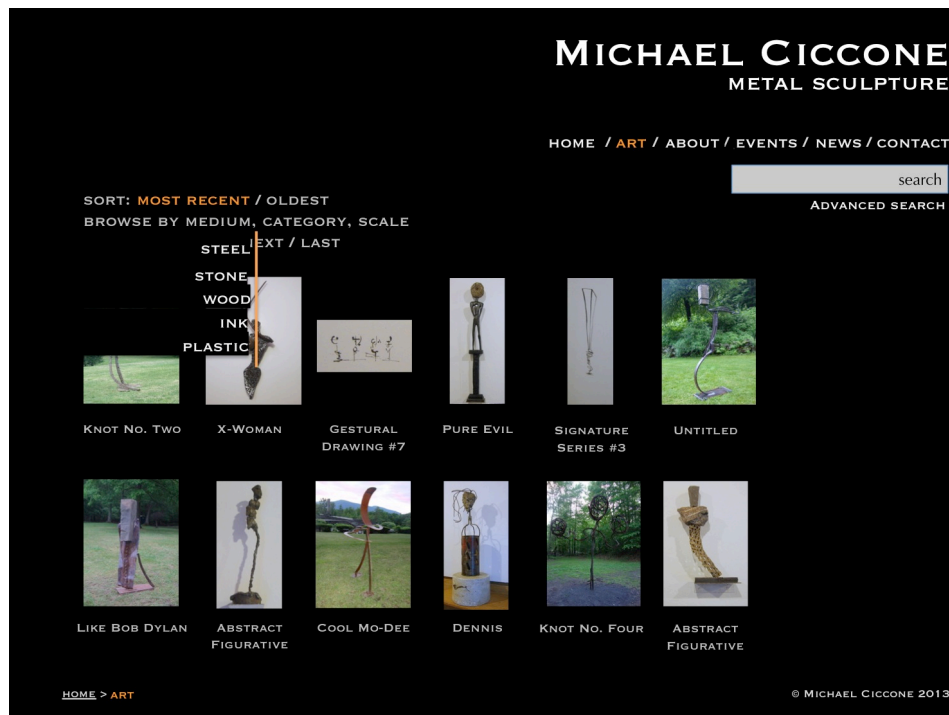 MICHAEL CICCONE
METAL SCULPTURE
HOME / ART / ABOUT / EVENTS / NEWS / CONTACT
search
ADVANCED SEARCH
SORT: MOST RECENT / OLDEST
BROWSE BY MEDIUM, CATEGORY, SCALE
/ LAST
STEEL
STONE
WOOD
INK
PLASTIC
KNOT NO. TWO
X-WOMAN
GESTURAL
DRAWING #7
PURE EVIL
SIGNATURE
SERIES #3
UNTITLED
LIKE BOB DYLAN
ABSTRACT
FIGURATIVE
COOL MO-DEE
DENNIS
KNOT NO. FOUR
ABSTRACT
FIGURATIVE
HOME > ART
© MICHAEL CICCONE 2013